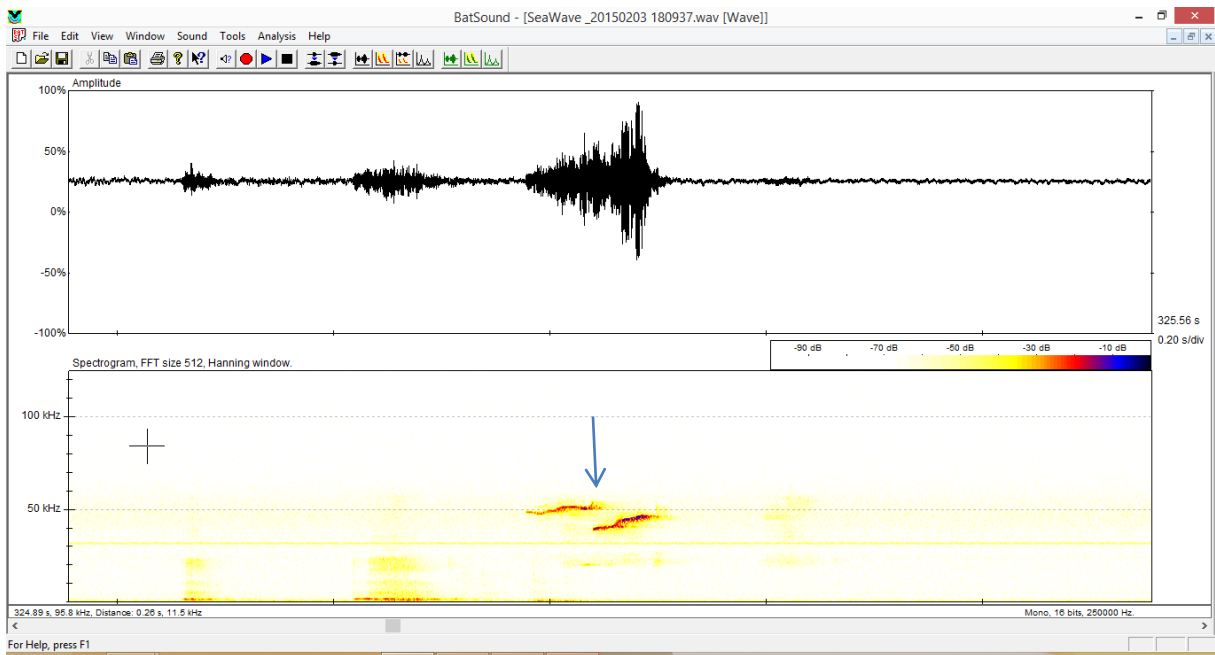 BatSound - [SeaWave _20150203 180937.wav [Wave]]
File Edit View Window Sound Tools Analysis Help
Amplitude
100%
50%
0%
-50%
-100%
325.56 s
0.20 s/div
-90 dB -70 dB -50 dB -30 dB -10 dB
Spectrogram, FFT size 512, Hanning window.
100 kHz
50 kHz
324.89 s, 95.8 kHz, Distance: 0.26 s, 11.5 kHz
Mono, 16 bits, 250000 Hz.
For Help, press F1